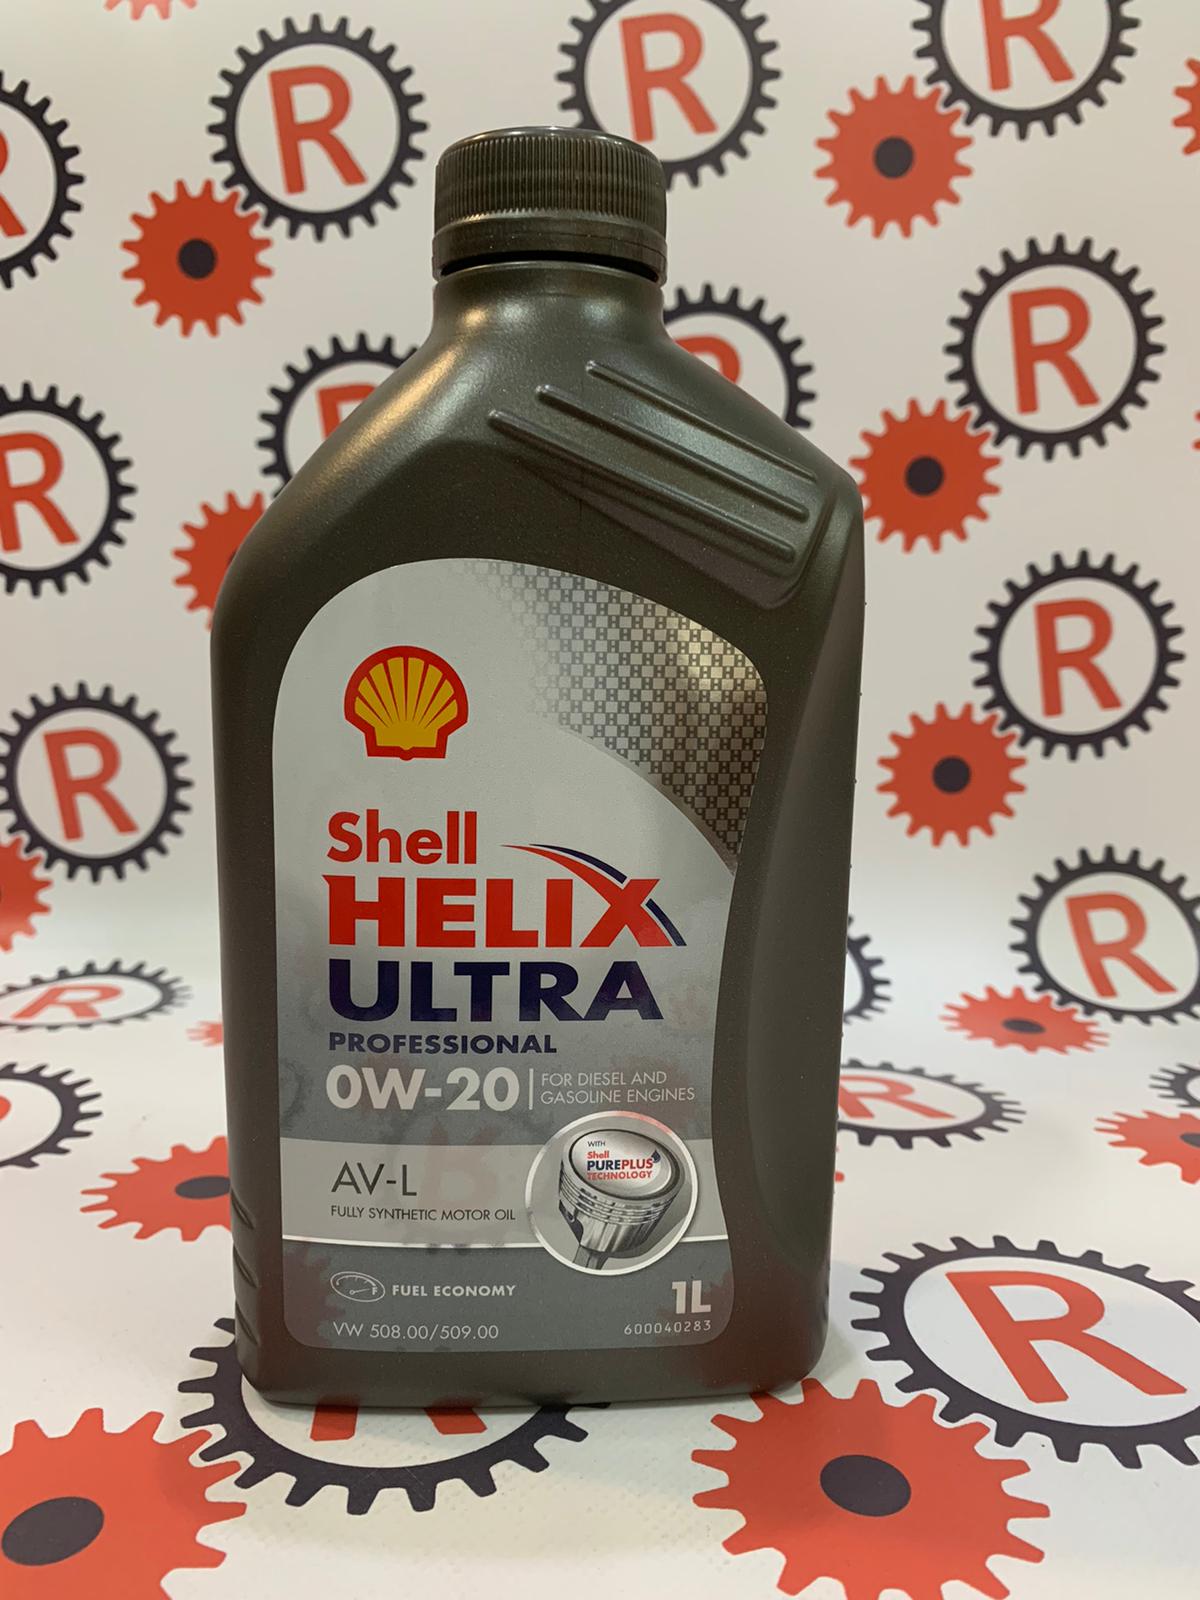 R
R
R
R
R
R
R
R
R
R
R
R
R
R
Shell
HELIX
ULTRA
PROFESSIONAL
0W-20 FOR DIESEL AND
GASOLINE ENGINES
WITH
Shell
PUREPLUS
TECHNOLOGY
AV-L
FULLY SYNTHETIC MOTOR OIL
F FUEL ECONOMY
1L
VW 508.00/509.00
600040283